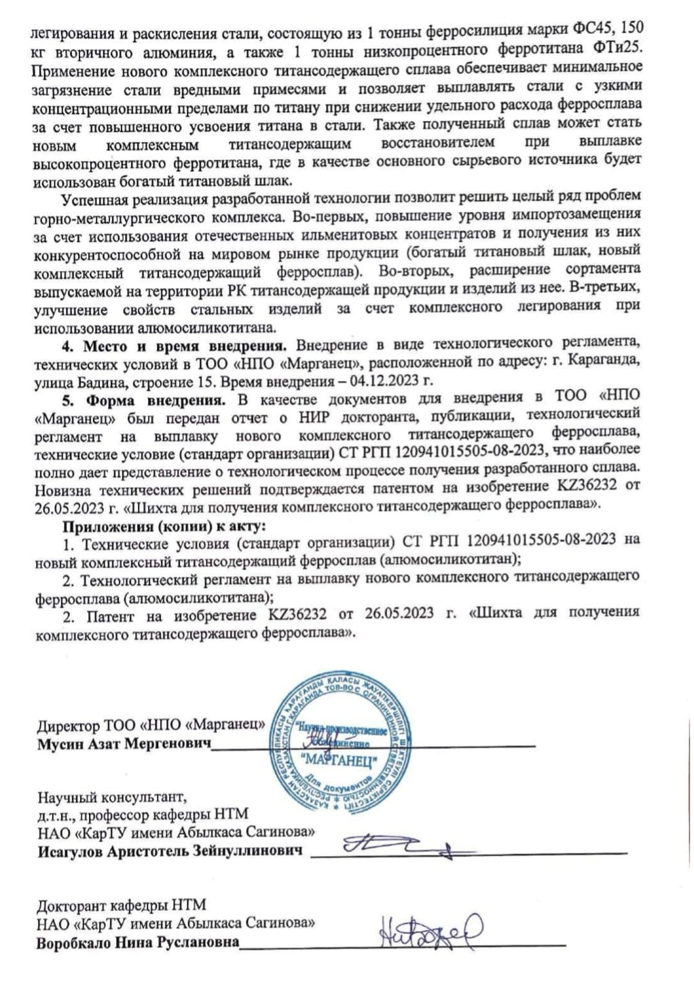 легирования и раскисления стали, состоящую из 1 тонны ферросилиция марки ФС45, 150
кг вторичного алюминия, а также 1 тонны низкопроцентного ферротитана ФТи25.
Применение нового комплексного титансодержащего сплава обеспечивает минимальное
загрязнение стали вредными примесями и позволяет выплавлять стали с узкими
концентрационными пределами по титану при снижении удельного расхода ферросплава
за счет повышенного усвоения титана в стали. Также полученный сплав может стать
новым комплексным титансодержащим восстановителем при выплавке
высокопроцентного ферротитана, где в качестве основного сырьевого источника будет
использован богатый титановый шлак.
Успешная реализация разработанной технологии позволит решить целый ряд проблем
горно-металлургического комплекса. Во-первых, повышение уровня импортозамещения
за счет использования отечественных ильменитовых концентратов и получения из них
конкурентоспособной на мировом рынке продукции (богатый титановый шлак, новый
комплексный титансодержащий ферросплав). Во-вторых, расширение сортамента
выпускаемой на территории РК титансодержащей продукции и изделий из нее. В-третьих,
улучшение свойств стальных изделий за счет комплексного легирования при
использовании алюмосиликотитана.
4. Место и время внедрения. Внедрение в виде технологического регламента,
технических условий в ТОО «НПО «Марганец», расположенной по адресу: г. Караганда,
улица Бадина, строение 15. Время внедрения – 04.12.2023 г.
5. Форма внедрения. В качестве документов для внедрения в ТОО «НПО
«Марганец» был передан отчет о НИР докторанта, публикации, технологический
регламент на выплавку нового комплексного титансодержащего ферросплава,
технические условие (стандарт организации) СТ РГП 120941015505-08-2023, что наиболее
полно дает представление о технологическом процессе получения разработанного сплава.
Новизна технических решений подтверждается патентом на изобретение KZ36232 от
26.05.2023 г. «Шихта для получения комплексного титансодержащего ферросплава».
Приложения (копии) к акту:
1. Технические условия (стандарт организации) СТ РГП 120941015505-08-2023 на
новый комплексный титансодержащий ферросплав (алюмосиликотитан);
2. Технологический регламент на выплавку нового комплексного титансодержащего
ферросплава (алюмосиликотитана);
2. Патент на изобретение KZ36232 от 26.05.2023 г. «Шихта для получения
комплексного титансодержащего ферросплава».
ҚАЗАҚСТАН РЕСПУБЛИКАСЫ ҚАРАҒАНДЫ ҚАЛАСЫ ЖАУАПКЕРШІЛІГІ ШЕКТЕУЛІ СЕРІКТЕСТІГІ
РЕСПУБЛИКА КАЗАХСТАН Г.КАРАГАНДА ТОВ-ВО С ОГРАНИЧЕННОЙ ОТВЕТСТВЕННОСТЬЮ
"Научно-производственное
объединение
"МАРГАНЕЦ"
Для документов
Директор ТОО «НПО «Марганец»
Мусин Азат Мергенович
Научный консультант,
д.т.н., профессор кафедры НТМ
НАО «КарТУ имени Абылкаса Сагинова»
Исагулов Аристотель Зейнуллинович
Докторант кафедры НТМ
НАО «КарТУ имени Абылкаса Сагинова»
Воробкало Нина Руслановна